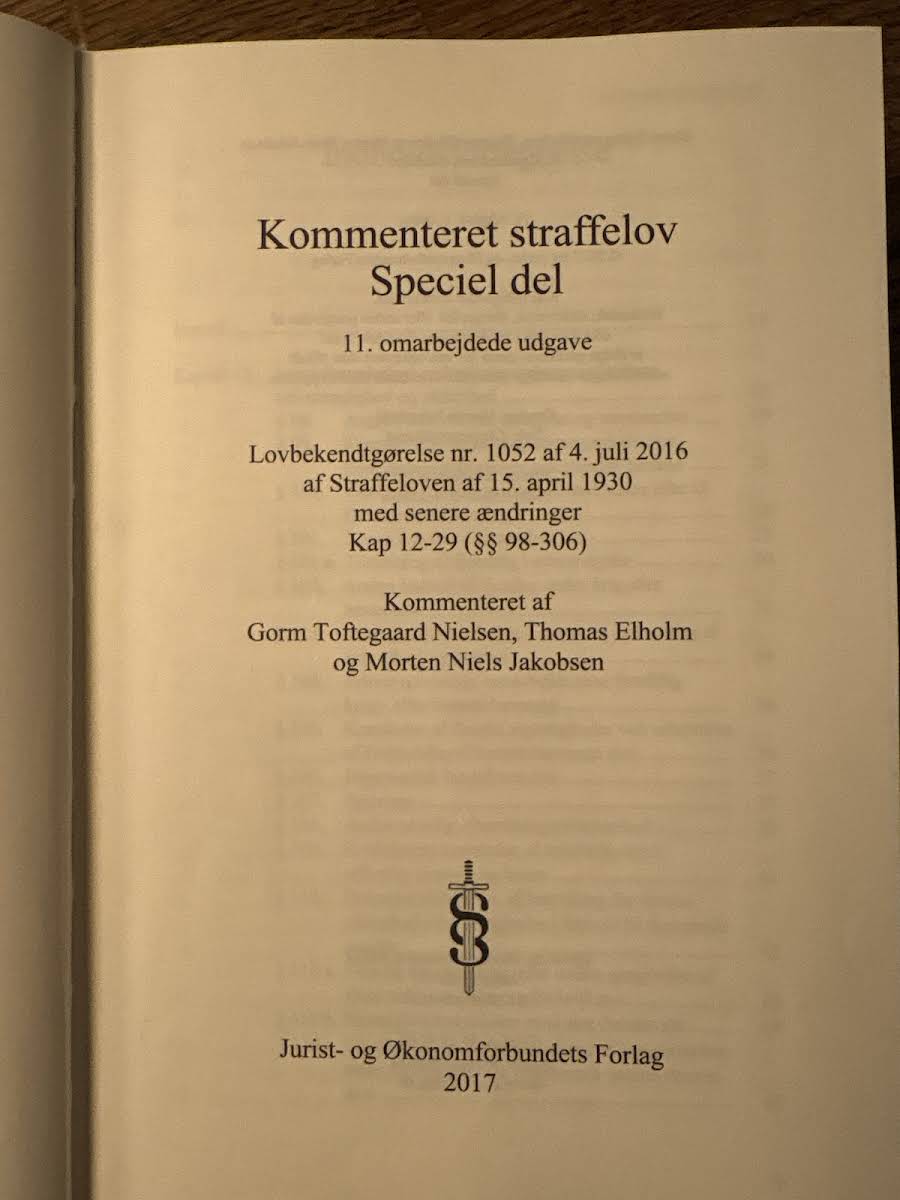 Kommenteret straffelov
Speciel del
11. omarbejdede udgave
Lovbekendtgørelse nr. 1052 af 4. juli 2016
af Straffeloven af 15. april 1930
med senere ændringer
Kap 12-29 (§§ 98-306)
Kommenteret af
Gorm Toftegaard Nielsen, Thomas Elholm
og Morten Niels Jakobsen
Jurist- og Økonomforbundets Forlag
2017